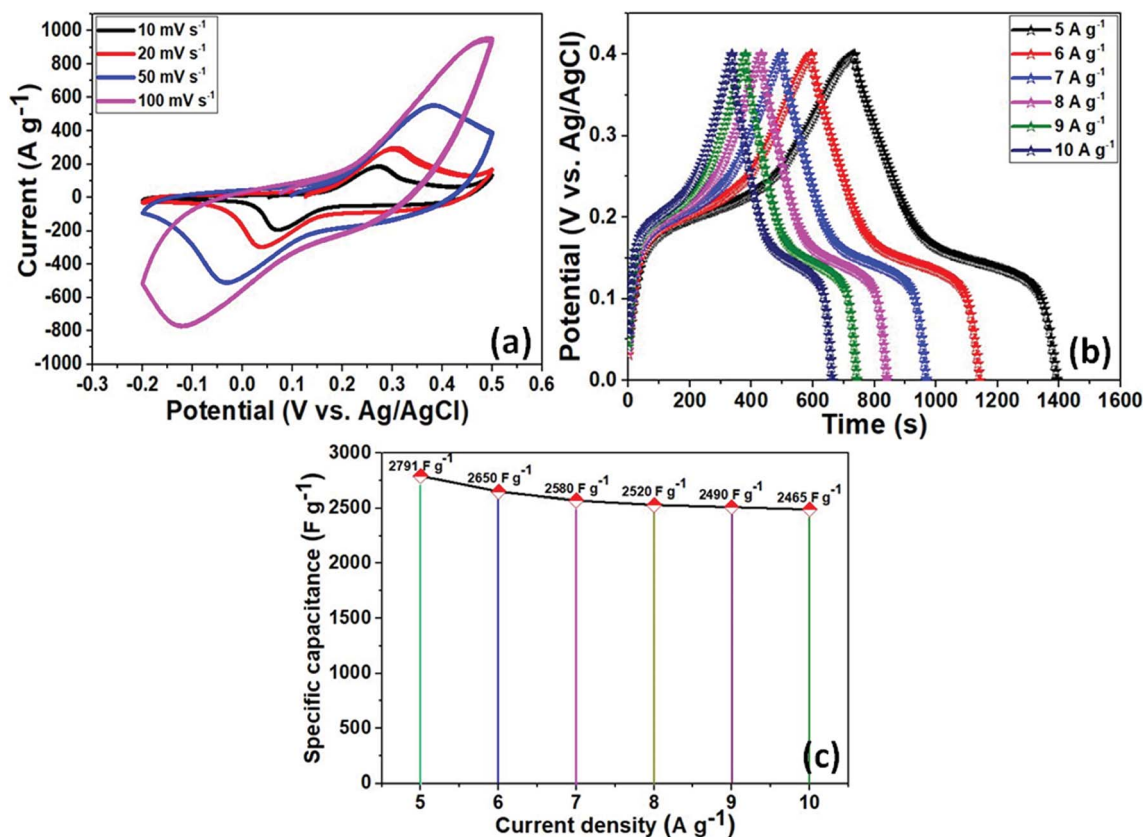 1000
800
600
400
200
0
-200
-400
-600
-800
-1000
Current (A g⁻¹)
10 mV s⁻¹
20 mV s⁻¹
50 mV s⁻¹
100 mV s⁻¹
(a)
-0.3 -0.2 -0.1 0.0 0.1 0.2 0.3 0.4 0.5 0.6
Potential (V vs. Ag/AgCl)
0.4
0.3
0.2
0.1
0.0
Potential (V vs. Ag/AgCl)
5 A g⁻¹
6 A g⁻¹
7 A g⁻¹
8 A g⁻¹
9 A g⁻¹
10 A g⁻¹
(b)
0 200 400 600 800 1000 1200 1400 1600
Time (s)
3000
2500
2000
1500
1000
500
0
Specific capacitance (F g⁻¹)
2791 F g⁻¹
2650 F g⁻¹
2580 F g⁻¹
2520 F g⁻¹
2490 F g⁻¹
2465 F g⁻¹
(c)
5 6 7 8 9 10
Current density (A g⁻¹)